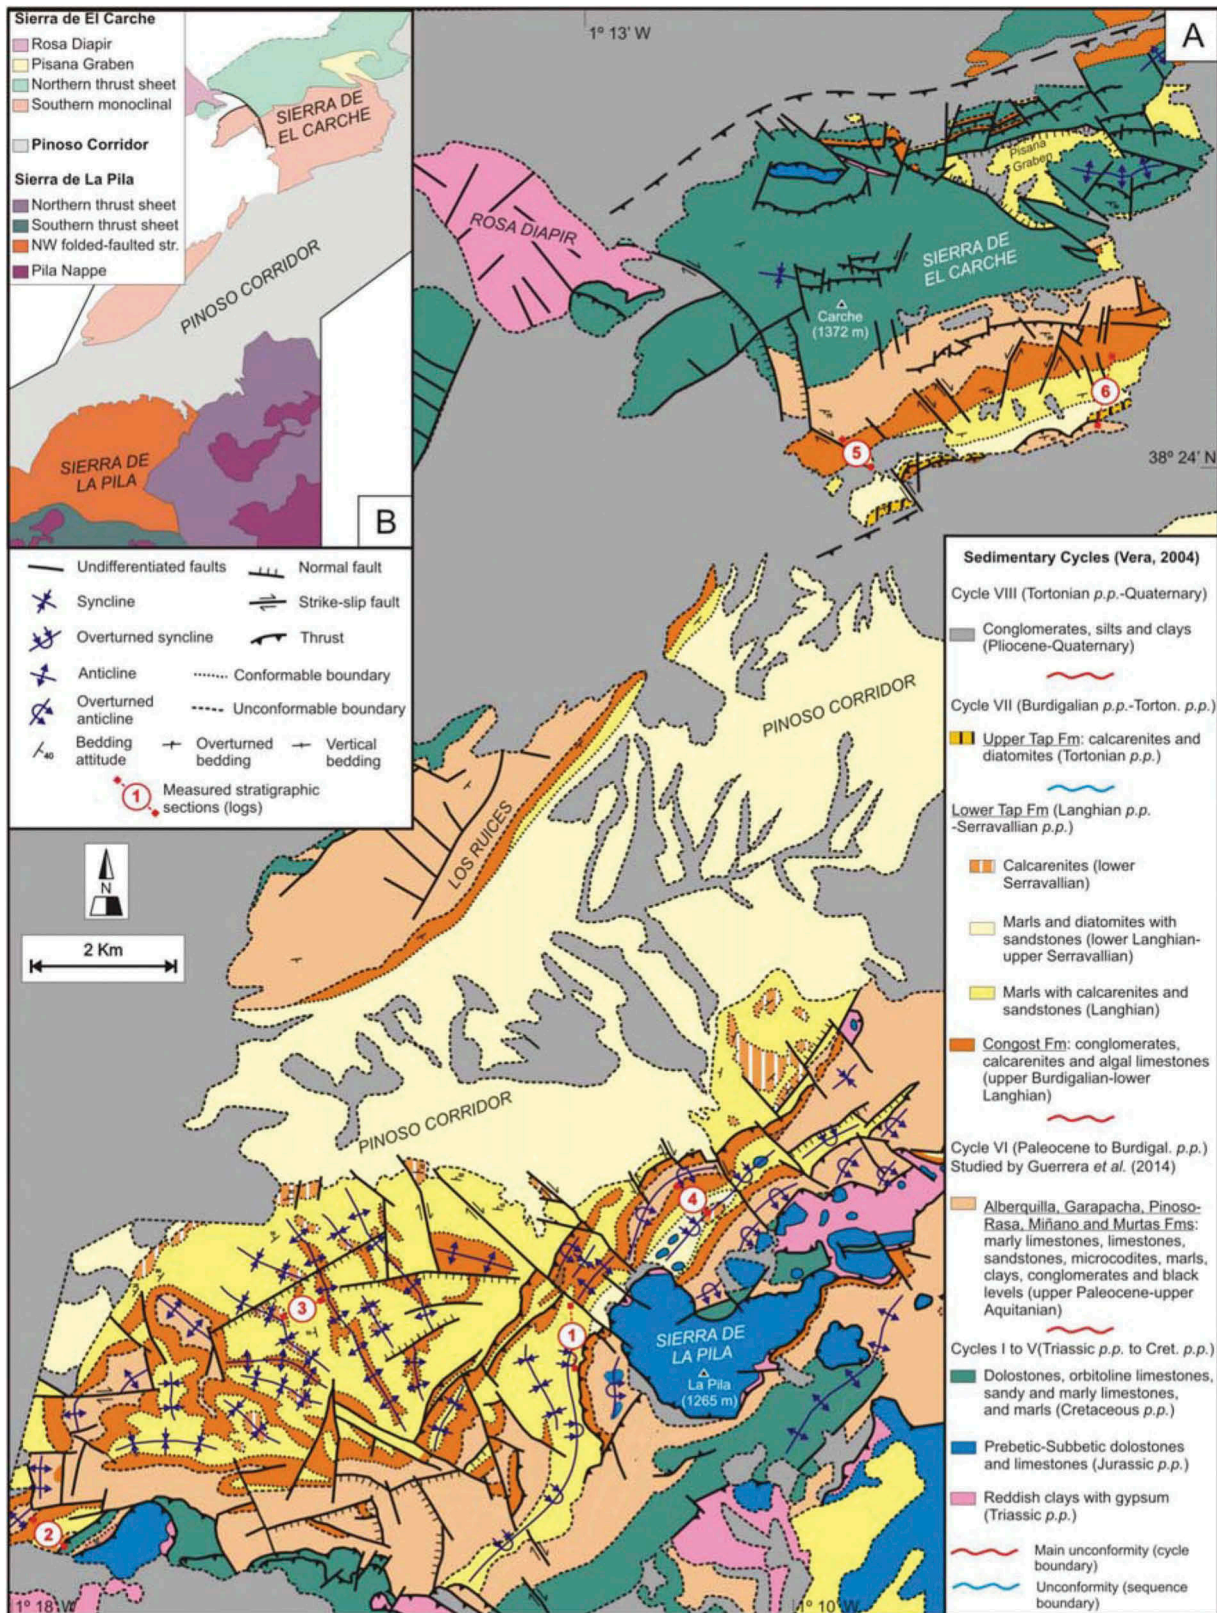 Sierra de El Carche
Rosa Diapir
Pisana Graben
Northern thrust sheet
Southern monoclinal
Pinoso Corridor
Sierra de La Pila
Northern thrust sheet
Southern thrust sheet
NW folded-faulted str.
Pila Nappe
SIERRA DE
EL CARCHE
PINOSO CORRIDOR
SIERRA DE
LA PILA
B
Undifferentiated faults
Normal fault
Syncline
Strike-slip fault
Overturned syncline
Thrust
Anticline
Conformable boundary
Overturned
anticline
Unconformable boundary
40
Bedding
attitude
Overturned
bedding
Vertical
bedding
1
Measured stratigraphic
sections (logs)
N
2 Km
1º 13' W
A
Pisana
Graben
ROSA DIAPIR
SIERRA DE
EL CARCHE
Carche
(1372 m)
6
5
38º 24' N
PINOSO CORRIDOR
LOS RUICES
PINOSO CORRIDOR
4
3
1
SIERRA DE
LA PILA
La Pila
(1265 m)
2
1º 18' W
1º 10' W
Sedimentary Cycles (Vera, 2004)
Cycle VIII (Tortonian p.p.-Quaternary)
Conglomerates, silts and clays
(Pliocene-Quaternary)
Cycle VII (Burdigalian p.p.-Torton. p.p.)
Upper Tap Fm: calcarenites and
diatomites (Tortonian p.p.)
Lower Tap Fm (Langhian p.p.
-Serravallian p.p.)
Calcarenites (lower
Serravallian)
Marls and diatomites with
sandstones (lower Langhian-
upper Serravallian)
Marls with calcarenites and
sandstones (Langhian)
Congost Fm: conglomerates,
calcarenites and algal limestones
(upper Burdigalian-lower
Langhian)
Cycle VI (Paleocene to Burdigal. p.p.)
Studied by Guerrera et al. (2014)
Alberquilla, Garapacha, Pinoso-
Rasa, Miñano and Murtas Fms:
marly limestones, limestones,
sandstones, microcodites, marls,
clays, conglomerates and black
levels (upper Paleocene-upper
Aquitanian)
Cycles I to V(Triassic p.p. to Cret. p.p.)
Dolostones, orbitoline limestones,
sandy and marly limestones,
and marls (Cretaceous p.p.)
Prebetic-Subbetic dolostones
and limestones (Jurassic p.p.)
Reddish clays with gypsum
(Triassic p.p.)
Main unconformity (cycle
boundary)
Unconformity (sequence
boundary)